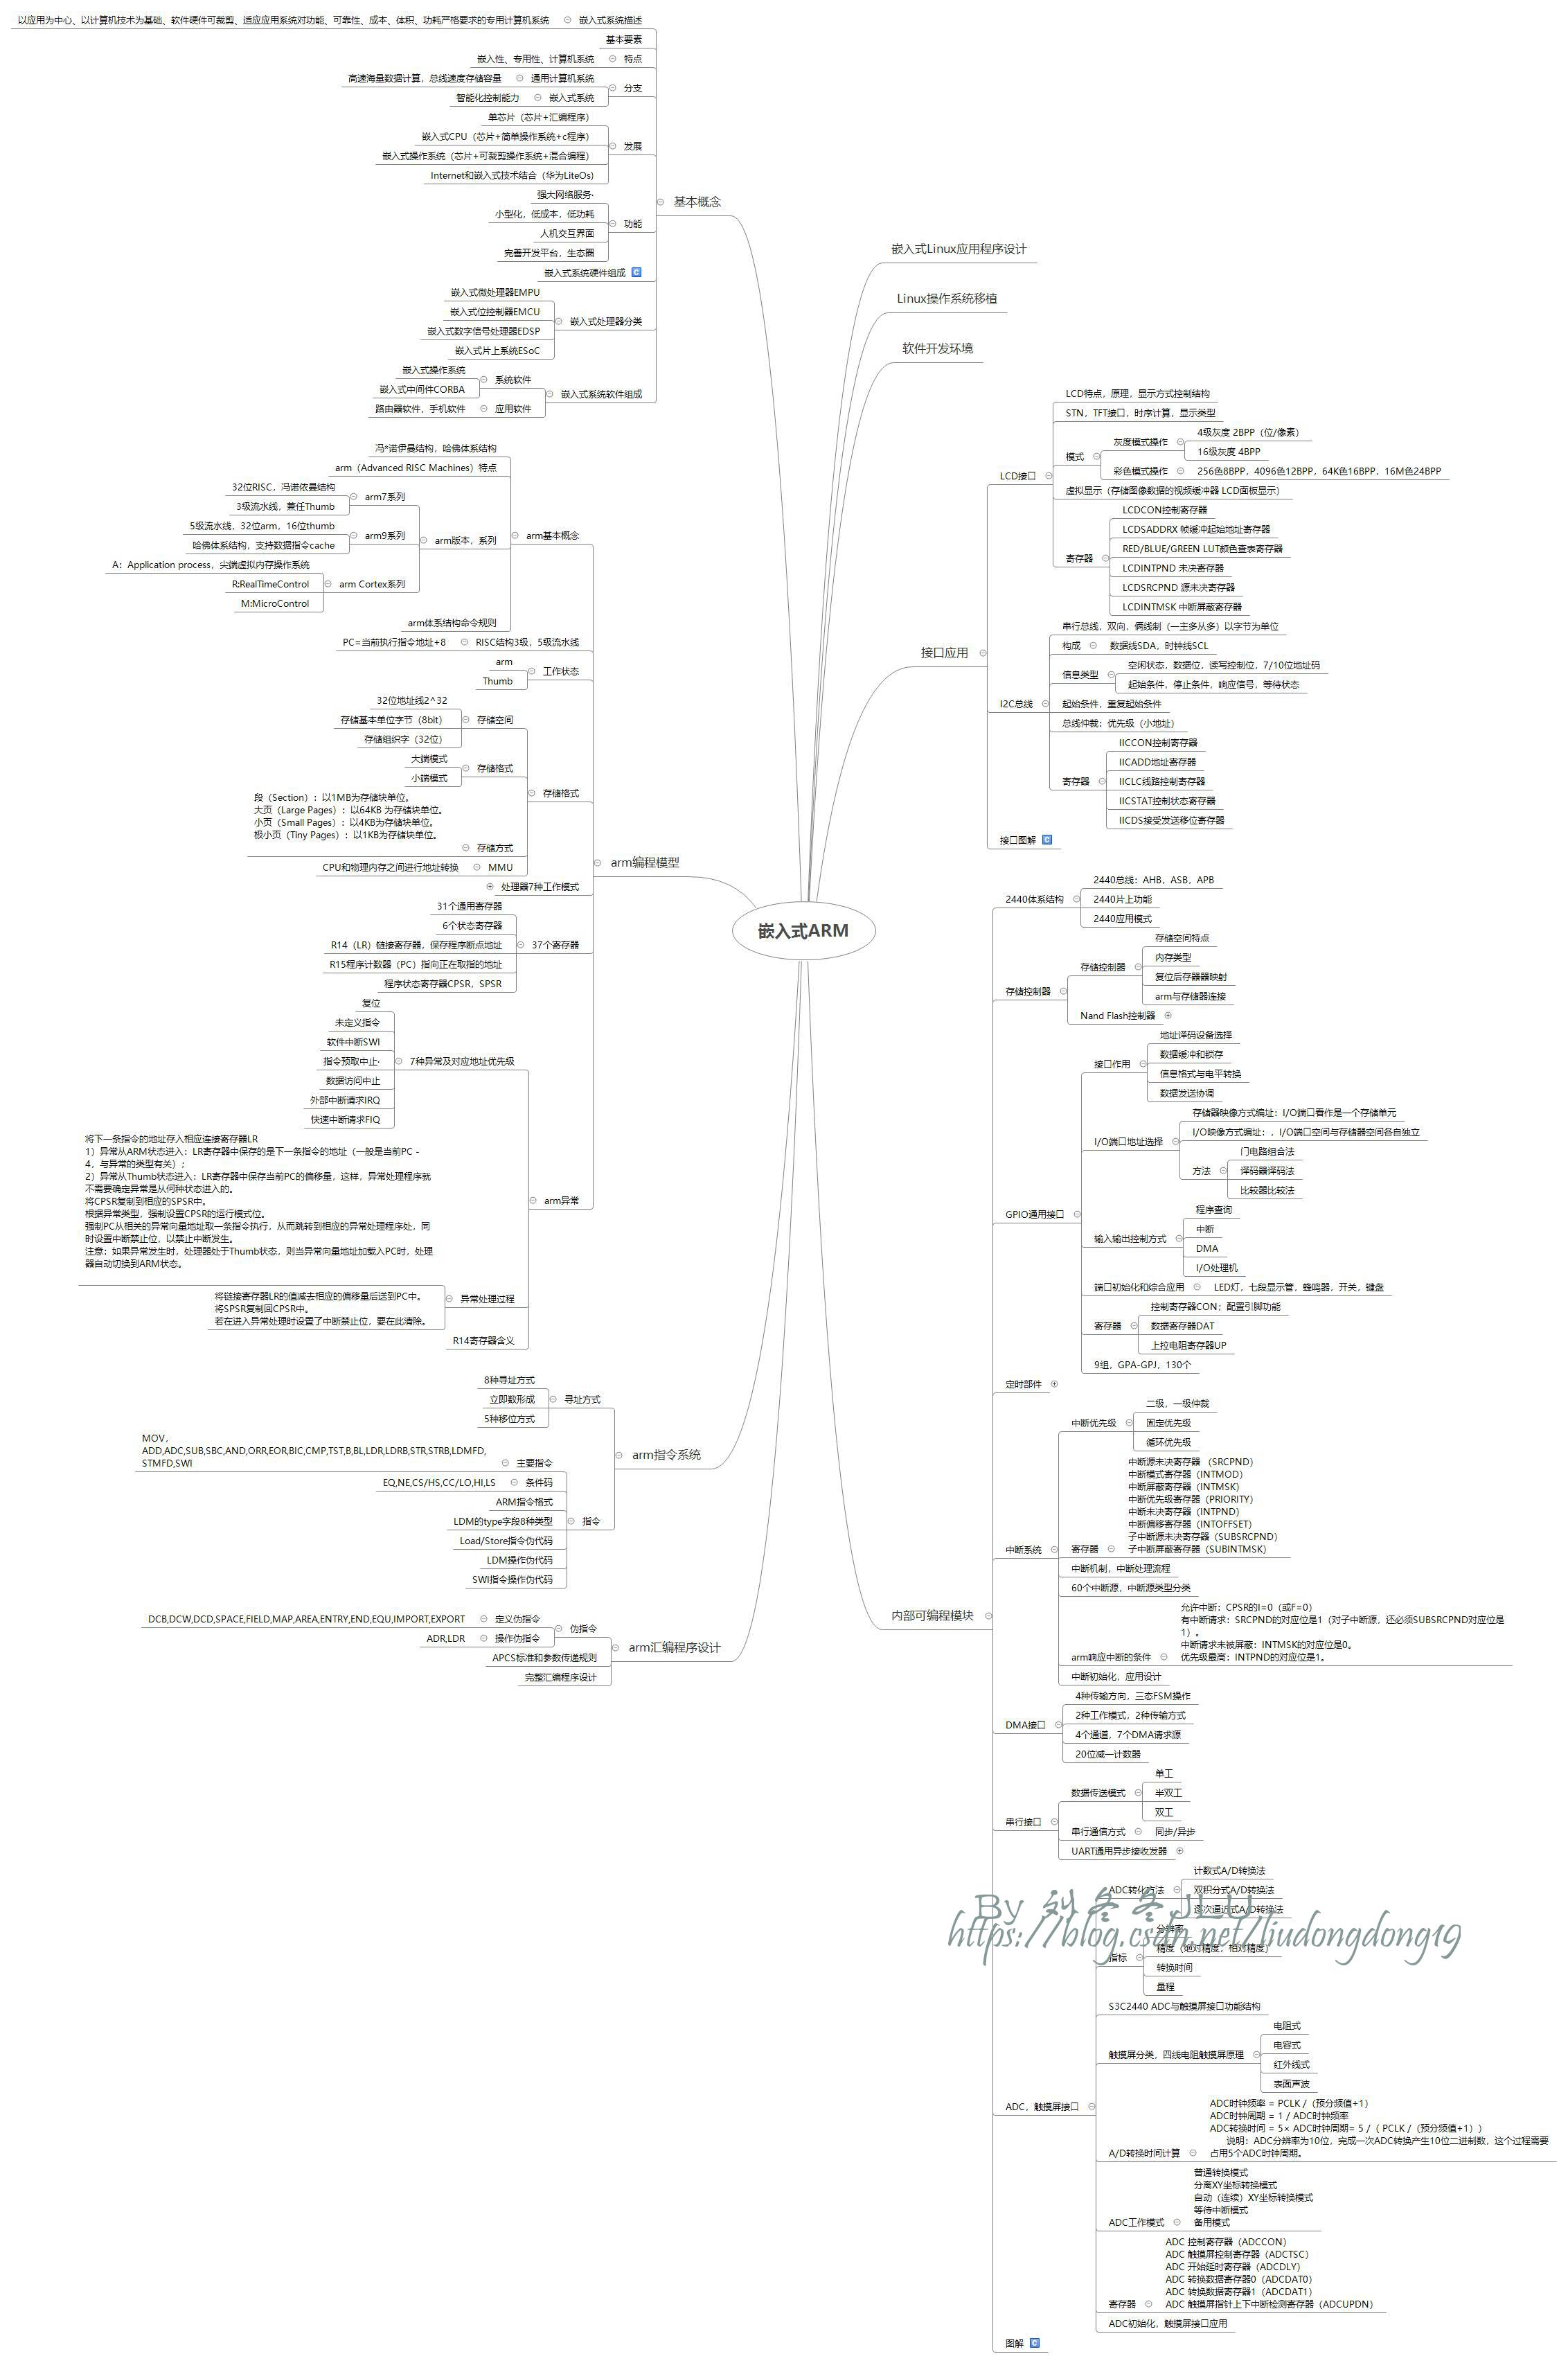 嵌入式ARM
基本概念
嵌入式系统描述
以应用为中心、以计算机技术为基础、软件硬件可裁剪、适应应用系统对功能、可靠性、成本、体积、功耗严格要求的专用计算机系统
基本要素
特点
嵌入性、专用性、计算机系统
分支
通用计算机系统
高速海量数据计算，总线速度存储容量
嵌入式系统
智能化控制能力
发展
单芯片（芯片+汇编程序）
嵌入式CPU（芯片+简单操作系统+c程序）
嵌入式操作系统（芯片+可裁剪操作系统+混合编程）
Internet和嵌入式技术结合（华为LiteOs)
功能
强大网络服务·
小型化，低成本，低功耗
人机交互界面
完善开发平台，生态圈
嵌入式系统硬件组成
嵌入式处理器分类
嵌入式微处理器EMPU
嵌入式位控制器EMCU
嵌入式数字信号处理器EDSP
嵌入式片上系统ESoC
嵌入式系统软件组成
系统软件
嵌入式操作系统
嵌入式中间件CORBA
应用软件
路由器软件，手机软件
arm编程模型
arm基本概念
冯*诺伊曼结构，哈佛体系结构
arm（Advanced RISC Machines）特点
arm版本，系列
arm7系列
32位RISC，冯诺依曼结构
3级流水线，兼任Thumb
arm9系列
5级流水线，32位arm，16位thumb
哈佛体系结构，支持数据指令cache
arm Cortex系列
A：Application process，尖端虚拟内存操作系统
R:RealTimeControl
M:MicroControl
arm体系结构命令规则
RISC结构3级，5级流水线
PC=当前执行指令地址+8
工作状态
arm
Thumb
存储格式
存储空间
32位地址线2^32
存储基本单位字节（8bit）
存储组织字（32位）
存储格式
大端模式
小端模式
存储方式
段（Section）：以1MB为存储块单位。
大页（Large Pages）：以64KB 为存储块单位。
小页（Small Pages）：以4KB为存储块单位。
极小页（Tiny Pages）：以1KB为存储块单位。
MMU
CPU和物理内存之间进行地址转换
处理器7种工作模式
37个寄存器
31个通用寄存器
6个状态寄存器
R14（LR）链接寄存器，保存程序断点地址
R15程序计数器（PC）指向正在取指的地址
程序状态寄存器CPSR，SPSR
arm异常
7种异常及对应地址优先级
复位
未定义指令
软件中断SWI
指令预取中止·
数据访问中止
外部中断请求IRQ
快速中断请求FIQ
异常处理过程
将下一条指令的地址存入相应连接寄存器LR
1）异常从ARM状态进入：LR寄存器中保存的是下一条指令的地址（一般是当前PC -
4，与异常的类型有关）；
2）异常从Thumb状态进入：LR寄存器中保存当前PC的偏移量，这样，异常处理程序就
不需要确定异常是从何种状态进入的。
将CPSR复制到相应的SPSR中。
根据异常类型，强制设置CPSR的运行模式位。
强制PC从相关的异常向量地址取一条指令执行，从而跳转到相应的异常处理程序处，同
时设置中断禁止位，以禁止中断发生。
注意：如果异常发生时，处理器处于Thumb状态，则当异常向量地址加载入PC时，处理
器自动切换到ARM状态。
将链接寄存器LR的值减去相应的偏移量后送到PC中。
将SPSR复制回CPSR中。
若在进入异常处理时设置了中断禁止位，要在此清除。
R14寄存器含义
arm指令系统
寻址方式
8种寻址方式
立即数形成
5种移位方式
指令
主要指令
MOV，
ADD,ADC,SUB,SBC,AND,ORR,EOR,BIC,CMP,TST,B,BL,LDR,LDRB,STR,STRB,LDMFD,
STMFD,SWI
条件码
EQ,NE,CS/HS,CC/LO,HI,LS
ARM指令格式
LDM的type字段8种类型
Load/Store指令伪代码
LDM操作伪代码
SWI指令操作伪代码
arm汇编程序设计
伪指令
定义伪指令
DCB,DCW,DCD,SPACE,FIELD,MAP,AREA,ENTRY,END,EQU,IMPORT,EXPORT
操作伪指令
ADR,LDR
APCS标准和参数传递规则
完整汇编程序设计
嵌入式Linux应用程序设计
Linux操作系统移植
软件开发环境
接口应用
LCD接口
LCD特点，原理，显示方式控制结构
STN，TFT接口，时序计算，显示类型
模式
灰度模式操作
4级灰度 2BPP（位/像素）
16级灰度 4BPP
彩色模式操作
256色8BPP，4096色12BPP，64K色16BPP，16M色24BPP
虚拟显示（存储图像数据的视频缓冲器 LCD面板显示）
寄存器
LCDCON控制寄存器
LCDSADDRX 帧缓冲起始地址寄存器
RED/BLUE/GREEN LUT颜色查表寄存器
LCDINTPND 未决寄存器
LCDSRCPND 源未决寄存器
LCDINTMSK 中断屏蔽寄存器
I2C总线
串行总线，双向，俩线制（一主多从多）以字节为单位
构成
数据线SDA，时钟线SCL
信息类型
空闲状态，数据位，读写控制位，7/10位地址码
起始条件，停止条件，响应信号，等待状态
起始条件，重复起始条件
总线仲裁：优先级（小地址）
寄存器
IICCON控制寄存器
IICADD地址寄存器
IICLC线路控制寄存器
IICSTAT控制状态寄存器
IICDS接受发送移位寄存器
接口图解
内部可编程模块
2440体系结构
2440总线：AHB，ASB，APB
2440片上功能
2440应用模式
存储控制器
存储控制器
存储空间特点
内存类型
复位后存器器映射
arm与存储器连接
Nand Flash控制器
GPIO通用接口
接口作用
地址译码设备选择
数据缓冲和锁存
信息格式与电平转换
数据发送协调
I/O端口地址选择
存储器映像方式编址：I/O端口看作是一个存储单元
I/O映像方式编址：，I/O端口空间与存储器空间各自独立
方法
门电路组合法
译码器译码法
比较器比较法
输入输出控制方式
程序查询
中断
DMA
I/O处理机
端口初始化和综合应用
LED灯，七段显示管，蜂鸣器，开关，键盘
寄存器
控制寄存器CON；配置引脚功能
数据寄存器DAT
上拉电阻寄存器UP
9组，GPA-GPJ，130个
定时部件
中断系统
中断优先级
二级，一级仲裁
固定优先级
循环优先级
寄存器
中断源未决寄存器 （SRCPND）
中断模式寄存器（INTMOD）
中断屏蔽寄存器（INTMSK）
中断优先级寄存器（PRIORITY）
中断未决寄存器（INTPND）
中断偏移寄存器（INTOFFSET）
子中断源未决寄存器（SUBSRCPND）
子中断屏蔽寄存器（SUBINTMSK）
中断机制，中断处理流程
60个中断源，中断源类型分类
arm响应中断的条件
允许中断：CPSR的I=0（或F=0）
有中断请求：SRCPND的对应位是1（对子中断源，还必须SUBSRCPND对应位是
1）。
中断请求未被屏蔽：INTMSK的对应位是0。
优先级最高：INTPND的对应位是1。
中断初始化，应用设计
DMA接口
4种传输方向，三态FSM操作
2种工作模式，2种传输方式
4个通道，7个DMA请求源
20位减一计数器
串行接口
数据传送模式
单工
半双工
双工
串行通信方式
同步/异步
UART通用异步接收发器
ADC，触摸屏接口
ADC转化方法
计数式A/D转换法
双积分式A/D转换法
逐次逼近式A/D转换法
By 刘冬冬JLU
https://blog.csdn.net/liudongdong19
指标
分辨率
精度（绝对精度，相对精度）
转换时间
量程
S3C2440 ADC与触摸屏接口功能结构
触摸屏分类，四线电阻触摸屏原理
电阻式
电容式
红外线式
表面声波
A/D转换时间计算
ADC时钟频率 = PCLK /（预分频值+1）
ADC时钟周期 = 1 / ADC时钟频率
ADC转换时间 = 5× ADC时钟周期= 5 /（ PCLK /（预分频值+1））
说明：ADC分辨率为10位，完成一次ADC转换产生10位二进制数，这个过程需要
占用5个ADC时钟周期。
ADC工作模式
普通转换模式
分离XY坐标转换模式
自动（连续）XY坐标转换模式
等待中断模式
备用模式
寄存器
ADC 控制寄存器（ADCCON）
ADC 触摸屏控制寄存器（ADCTSC）
ADC 开始延时寄存器（ADCDLY）
ADC 转换数据寄存器0（ADCDAT0）
ADC 转换数据寄存器1（ADCDAT1）
ADC 触摸屏指针上下中断检测寄存器（ADCUPDN）
ADC初始化，触摸屏接口应用
图解